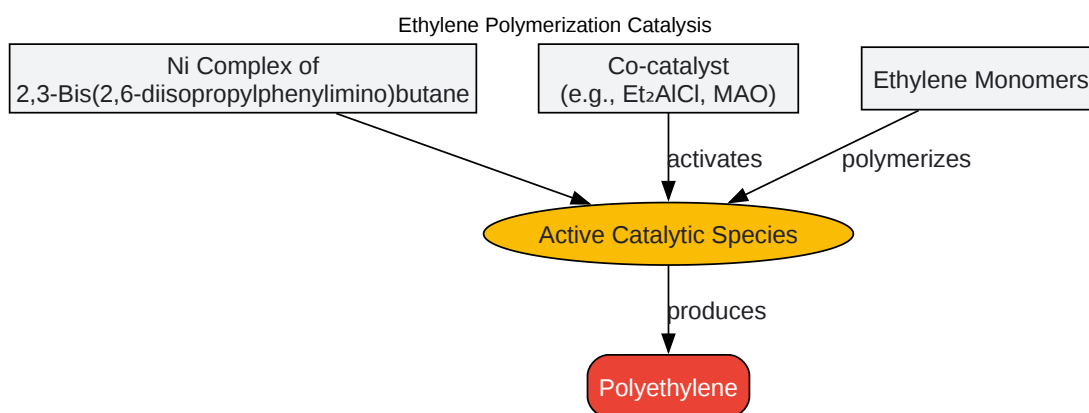 Ethylene Polymerization Catalysis
Ni Complex of
2,3-Bis(2,6-diisopropylphenylimino)butane
Co-catalyst
(e.g., Et₂AlCl, MAO)
Ethylene Monomers
activates
polymerizes
Active Catalytic Species
produces
Polyethylene